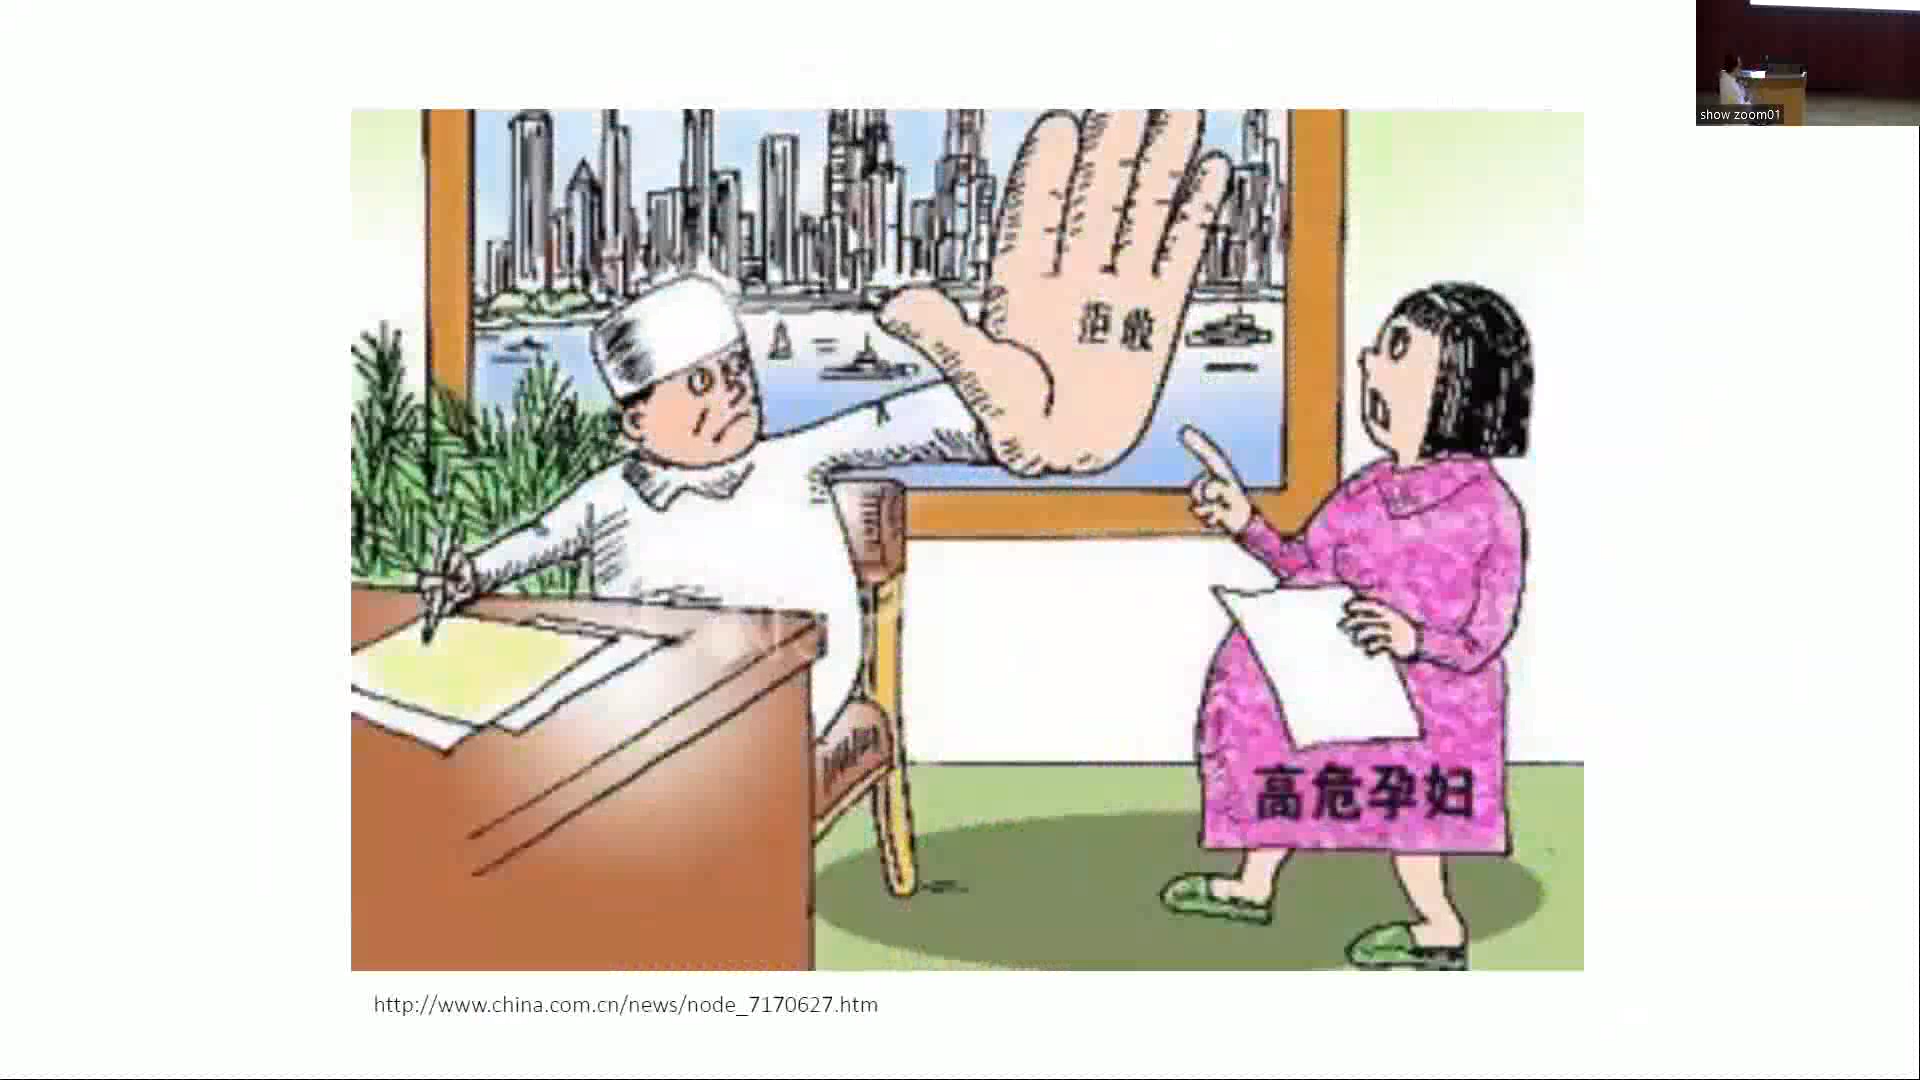 show zoom01
拒收
高危孕妇
http://www.china.com.cn/news/node_7170627.htm